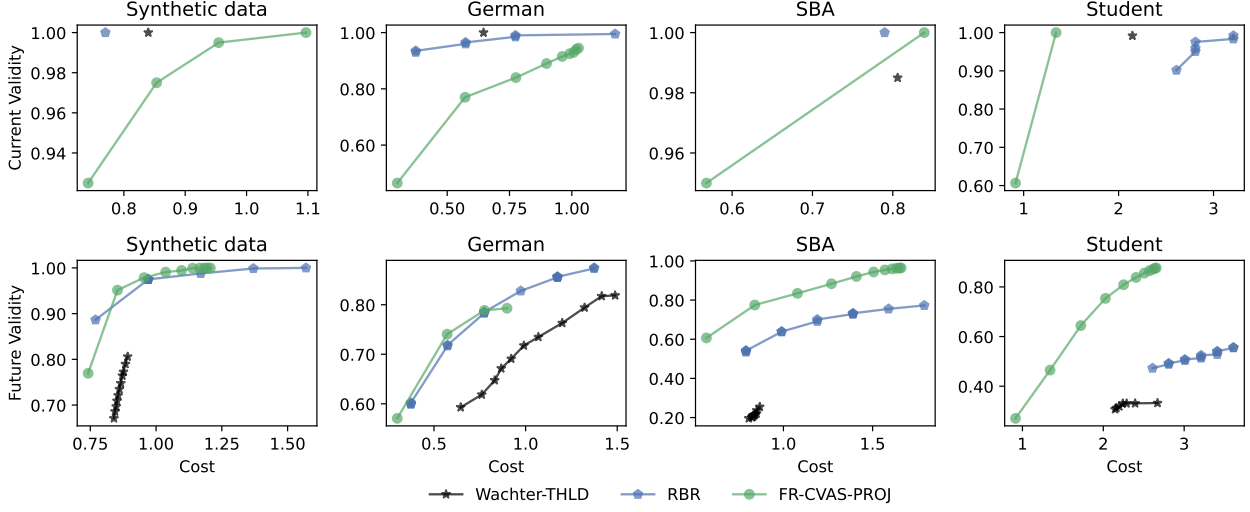 Synthetic data
German
SBA
Student
Current Validity
1.00
0.98
0.96
0.94
0.8 0.9 1.0 1.1
1.00
0.80
0.60
0.50 0.75 1.00
1.00
0.98
0.96
0.6 0.7 0.8
1.00
0.90
0.80
0.70
0.60
1 2 3
Synthetic data
German
SBA
Student
Future Validity
1.00
0.90
0.80
0.70
0.75 1.00 1.25 1.50
Cost
0.80
0.70
0.60
0.5 1.0 1.5
Cost
1.00
0.80
0.60
0.40
0.20
1.0 1.5
Cost
0.80
0.60
0.40
1 2 3
Cost
Wachter-THLD RBR FR-CVAS-PROJ